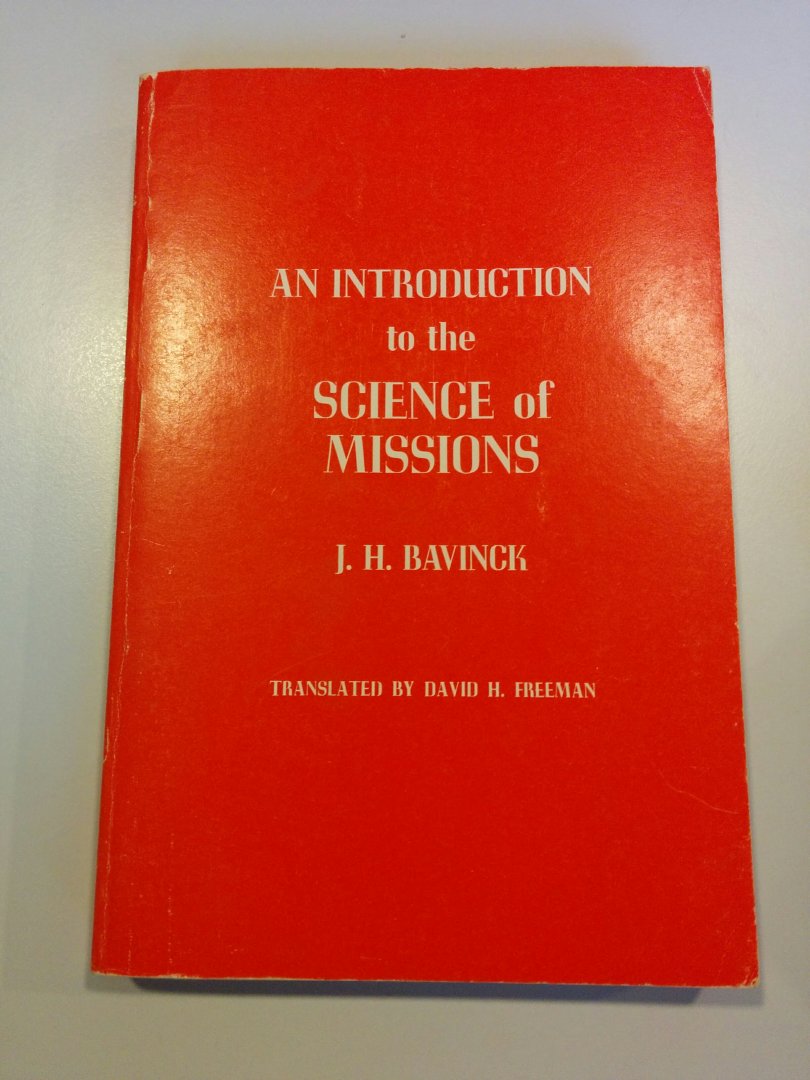 AN INTRODUCTION
to the
SCIENCE of
MISSIONS
J. H. BAVINCK
TRANSLATED BY DAVID H. FREEMAN